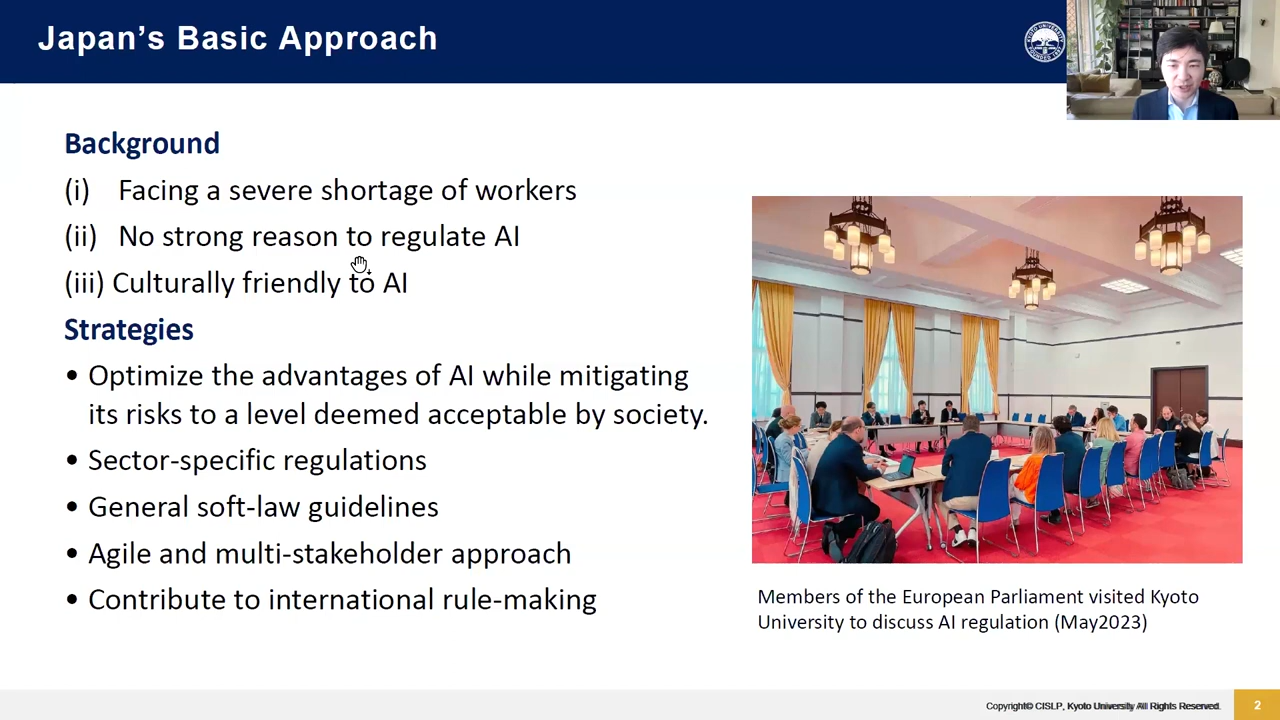 Japan's Basic Approach
Background
(i) Facing a severe shortage of workers
(ii) No strong reason to regulate AI
(iii) Culturally friendly to AI
Strategies
• Optimize the advantages of AI while mitigating
its risks to a level deemed acceptable by society.
• Sector-specific regulations
• General soft-law guidelines
• Agile and multi-stakeholder approach
• Contribute to international rule-making
Members of the European Parliament visited Kyoto
University to discuss AI regulation (May2023)
Copyright© CISLP, Kyoto University All Rights Reserved.
2